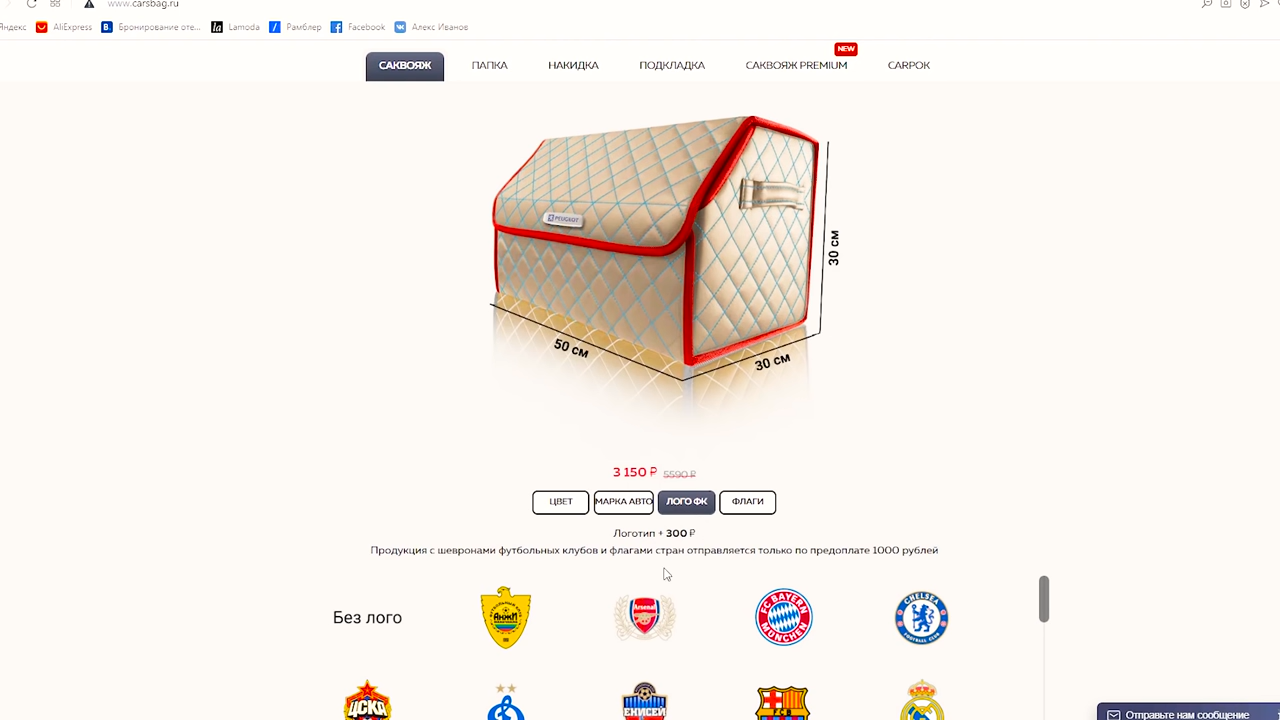 www.carsbag.ru
Яндекс AliExpress Бронирование оте... Lamoda Рамблер Facebook Алекс Иванов
NEW
САКВОЯЖ ПАПКА НАКИДКА ПОДКЛАДКА САКВОЯЖ PREMIUM CARPOK
PEUGEOT
30 см
50 см
30 см
3 150 ₽ 5590 ₽
ЦВЕТ МАРКА АВТО ЛОГО ФК ФЛАГИ
Логотип + 300 ₽
Продукция с шевронами футбольных клубов и флагами стран отправляется только по предоплате 1000 рублей
Без лого
АНЖИ
Arsenal
FC BAYERN MÜNCHEN
CHELSEA FOOTBALL CLUB
ЦСКА
ЕНИСЕЙ
FCB
Отправьте нам сообщение